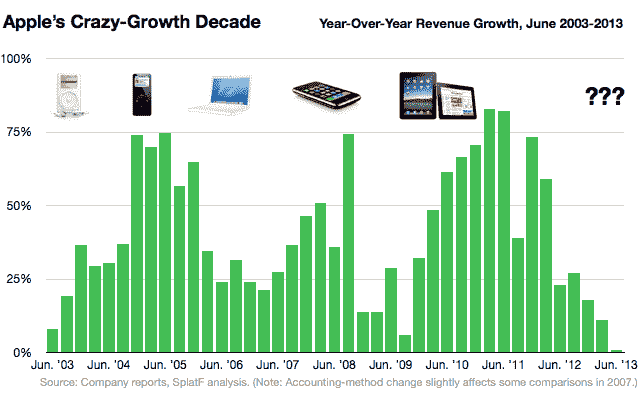 Apple's Crazy-Growth Decade
Year-Over-Year Revenue Growth, June 2003-2013
100%
???
75%
50%
25%
0%
Jun. '03 Jun. '04 Jun. '05 Jun. '06 Jun. '07 Jun. '08 Jun. '09 Jun. '10 Jun. '11 Jun. '12 Jun. '13
Source: Company reports, SplatF analysis. (Note: Accounting-method change slightly affects some comparisons in 2007.)